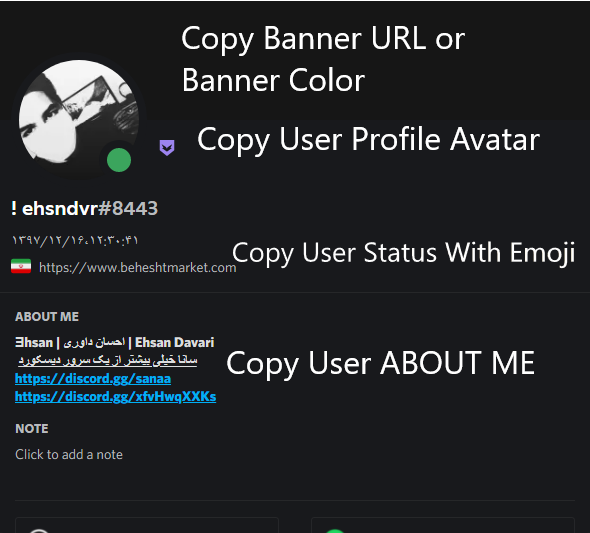 Copy Banner URL or
Banner Color
Copy User Profile Avatar
! ehsndvr#8443
۱۳۹۷/۱۲/۱۶،‏ ۱۲:۳۰:۴۱
Copy User Status With Emoji
https://www.beheshtmarket.com
ABOUT ME
Ǝhsan | احسان داوری | Ehsan Davari
سانا خیلی بیشتر از یک سرور دیسکورد
Copy User ABOUT ME
https://discord.gg/sanaa
https://discord.gg/xfvHwqXXKs
NOTE
Click to add a note